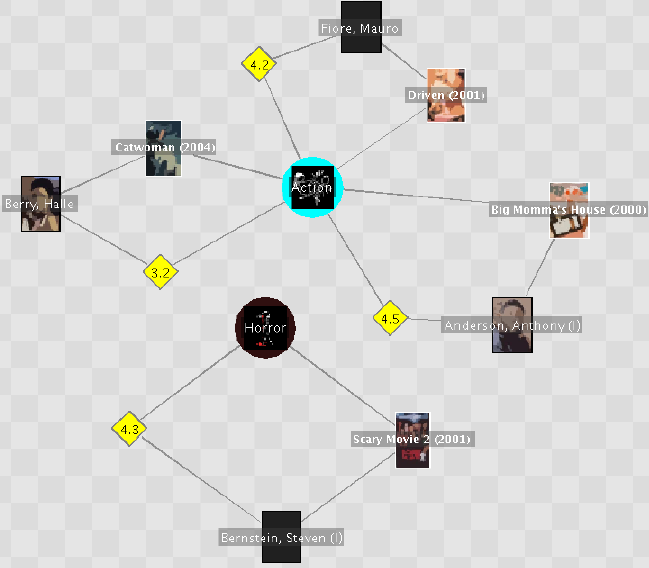 Fiore, Mauro
4.2
Driven (2001)
Catwoman (2004)
Action
Berry, Halle
Big Momma's House (2000)
3.2
4.5
Anderson, Anthony (I)
Horror
4.3
Scary Movie 2 (2001)
Bernstein, Steven (I)